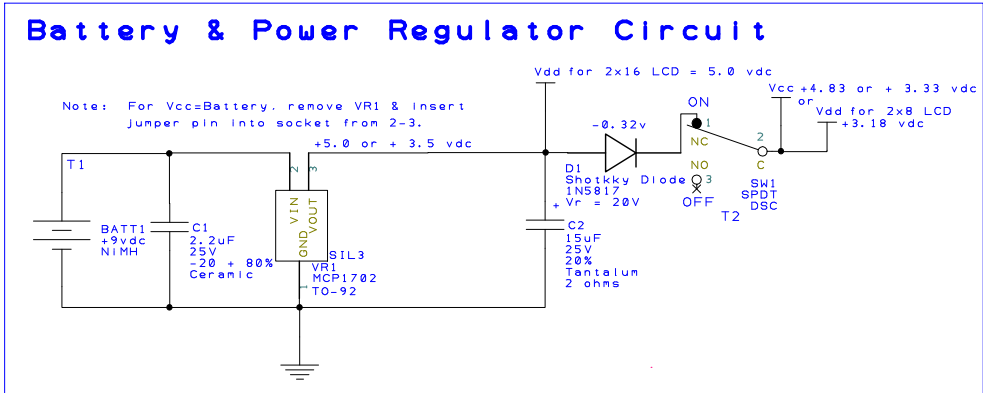 Battery & Power Regulator Circuit
Vdd for 2x16 LCD = 5.0 vdc
Vcc +4.83 or + 3.33 vdc
or
Vdd for 2x8 LCD
+3.18 vdc
Note: For Vcc=Battery. remove VR1 & Insert
jumper pin into socket from 2-3.
+5.0 or + 3.5 vdc
-0.32v
ON
1
NC
2
C
NO
3
OFF
SW1
SPDT
DSC
T2
T1
D1
Shotkky Diode
1N5817
Vr = 20V
BATT1
+9vdc
NiMH
C1
2.2uF
25V
-20 + 80%
Ceramic
2
3
VIN
VOUT
GND
1
SIL3
VR1
MCP1702
TO-92
+
C2
15uF
25V
20%
Tantalum
2 ohms